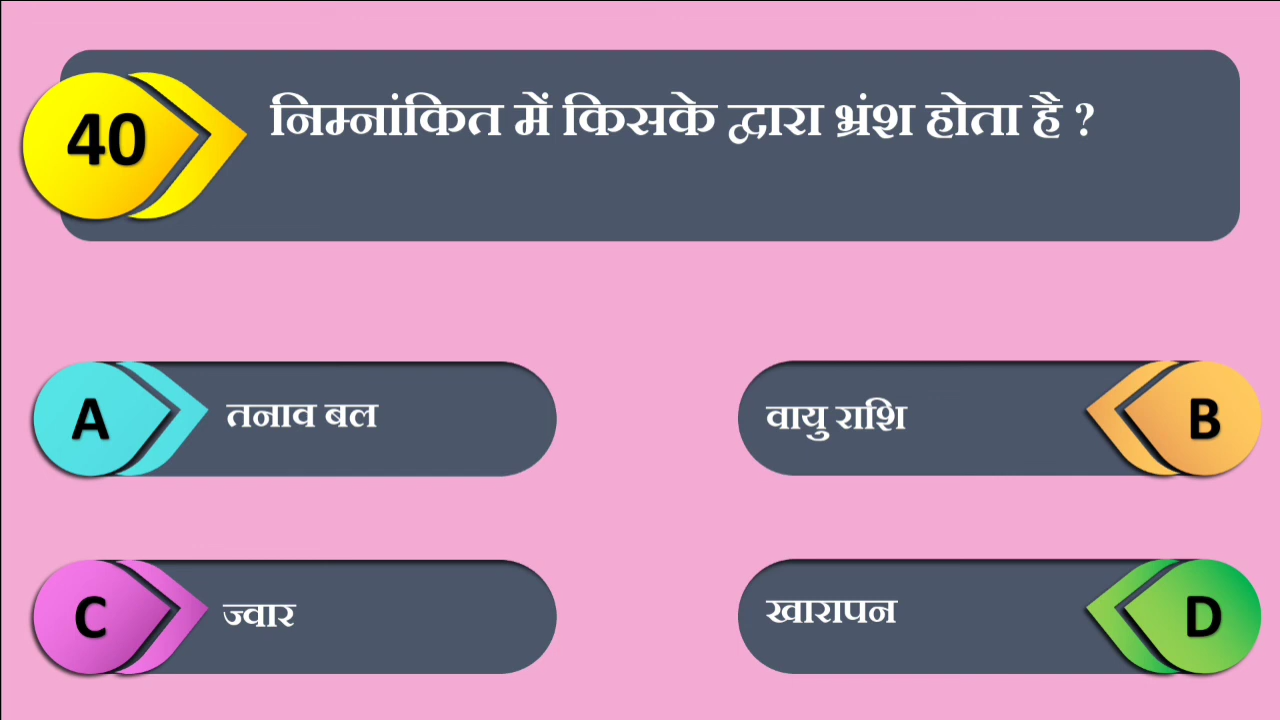 40
निम्नांकित में किसके द्वारा भ्रंश होता है ?
A
तनाव बल
वायु राशि
B
C
ज्वार
खारापन
D